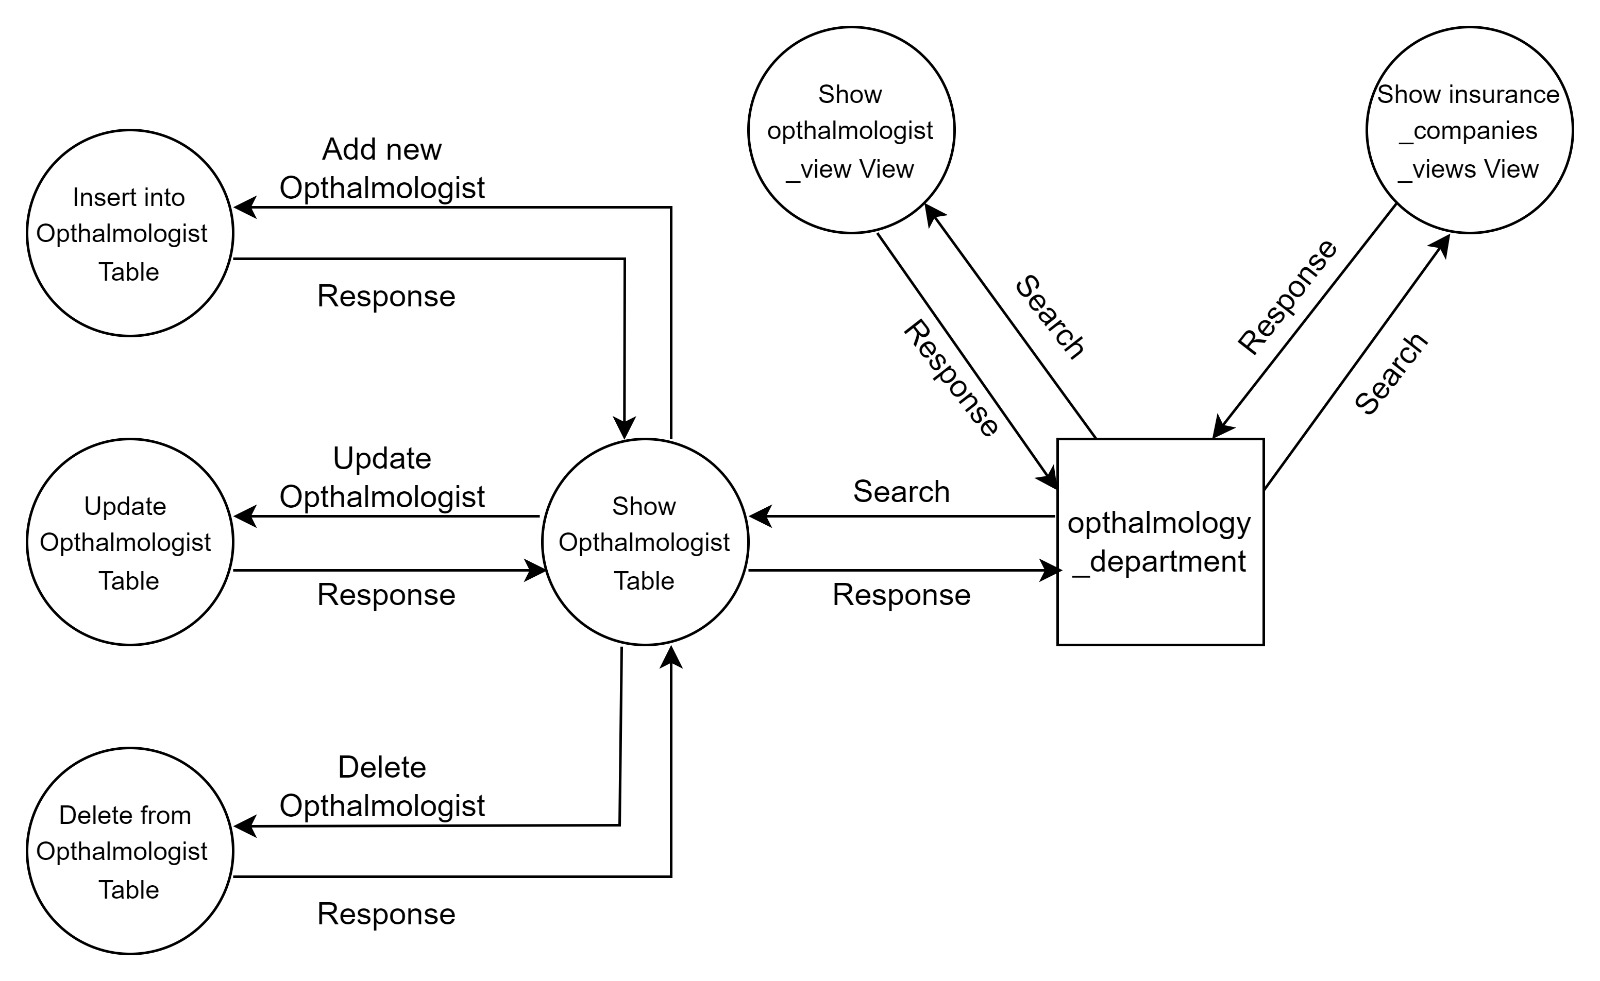 Show
opthalmologist
_view View
Show insurance
_companies
_views View
Add new
Opthalmologist
Insert into
Opthalmologist
Table
Response
Search
Response
Response
Search
Update
Opthalmologist
Update
Opthalmologist
Table
Response
Show
Opthalmologist
Table
Search
Response
opthalmology
_department
Delete
Opthalmologist
Delete from
Opthalmologist
Table
Response